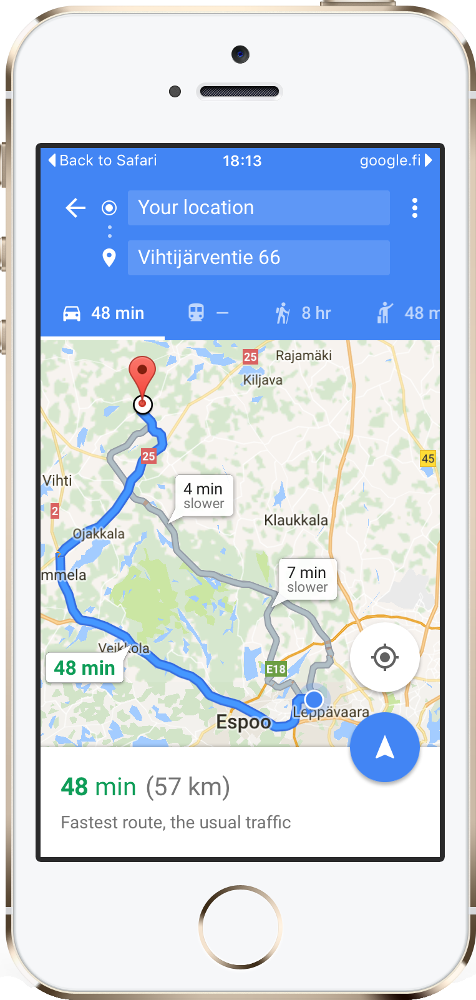 Back to Safari 18:13 google.fi
Your location
Vihtijärventie 66
48 min – 8 hr 48 m
25 Rajamäki
Kiljava
25
45
Vihti
4 min
slower
2
Klaukkala
Ojakkala
7 min
slower
mmela
Veikkola
48 min
E18
Leppävaara
Espoo
48 min (57 km)
Fastest route, the usual traffic